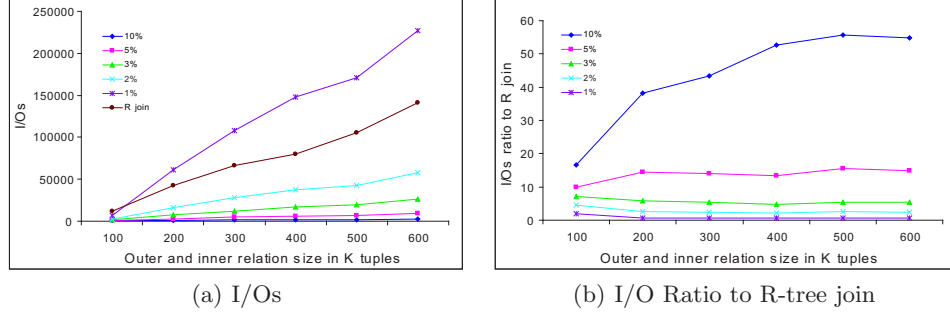 250000
200000
150000
100000
50000
0
I/Os
10%
5%
3%
2%
1%
R join
100 200 300 400 500 600
Outer and inner relation size in K tuples
(a) I/Os
60
50
40
30
20
10
0
I/Os ratio to R join
10%
5%
3%
2%
1%
100 200 300 400 500 600
Outer and inner relation size in K tuples
(b) I/O Ratio to R-tree join